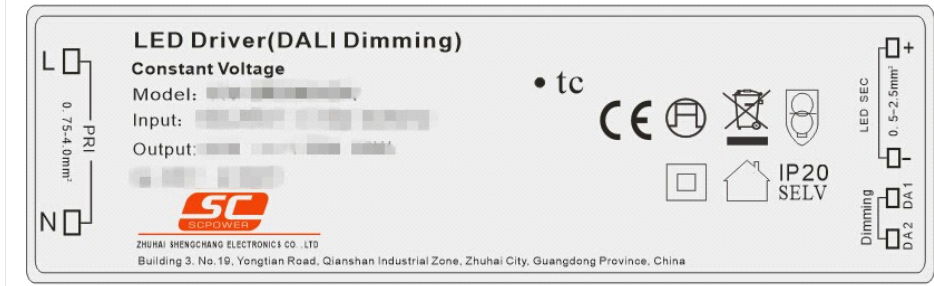 LED Driver(DALI Dimming)
Constant Voltage
Model:
Input:
Output:
SC
SCPOWER
ZHUHAI SHENGCHANG ELECTRONICS CO. .LTD
Building 3. No.19, Yongtian Road, Qianshan Industrial Zone, Zhuhai City, Guangdong Province, China
L
N
PRI
0.75-4.0mm²
• tc
CE
IP20
SELV
LED SEC
0.5-2.5mm²
+
-
Dimming
DA1
DA2